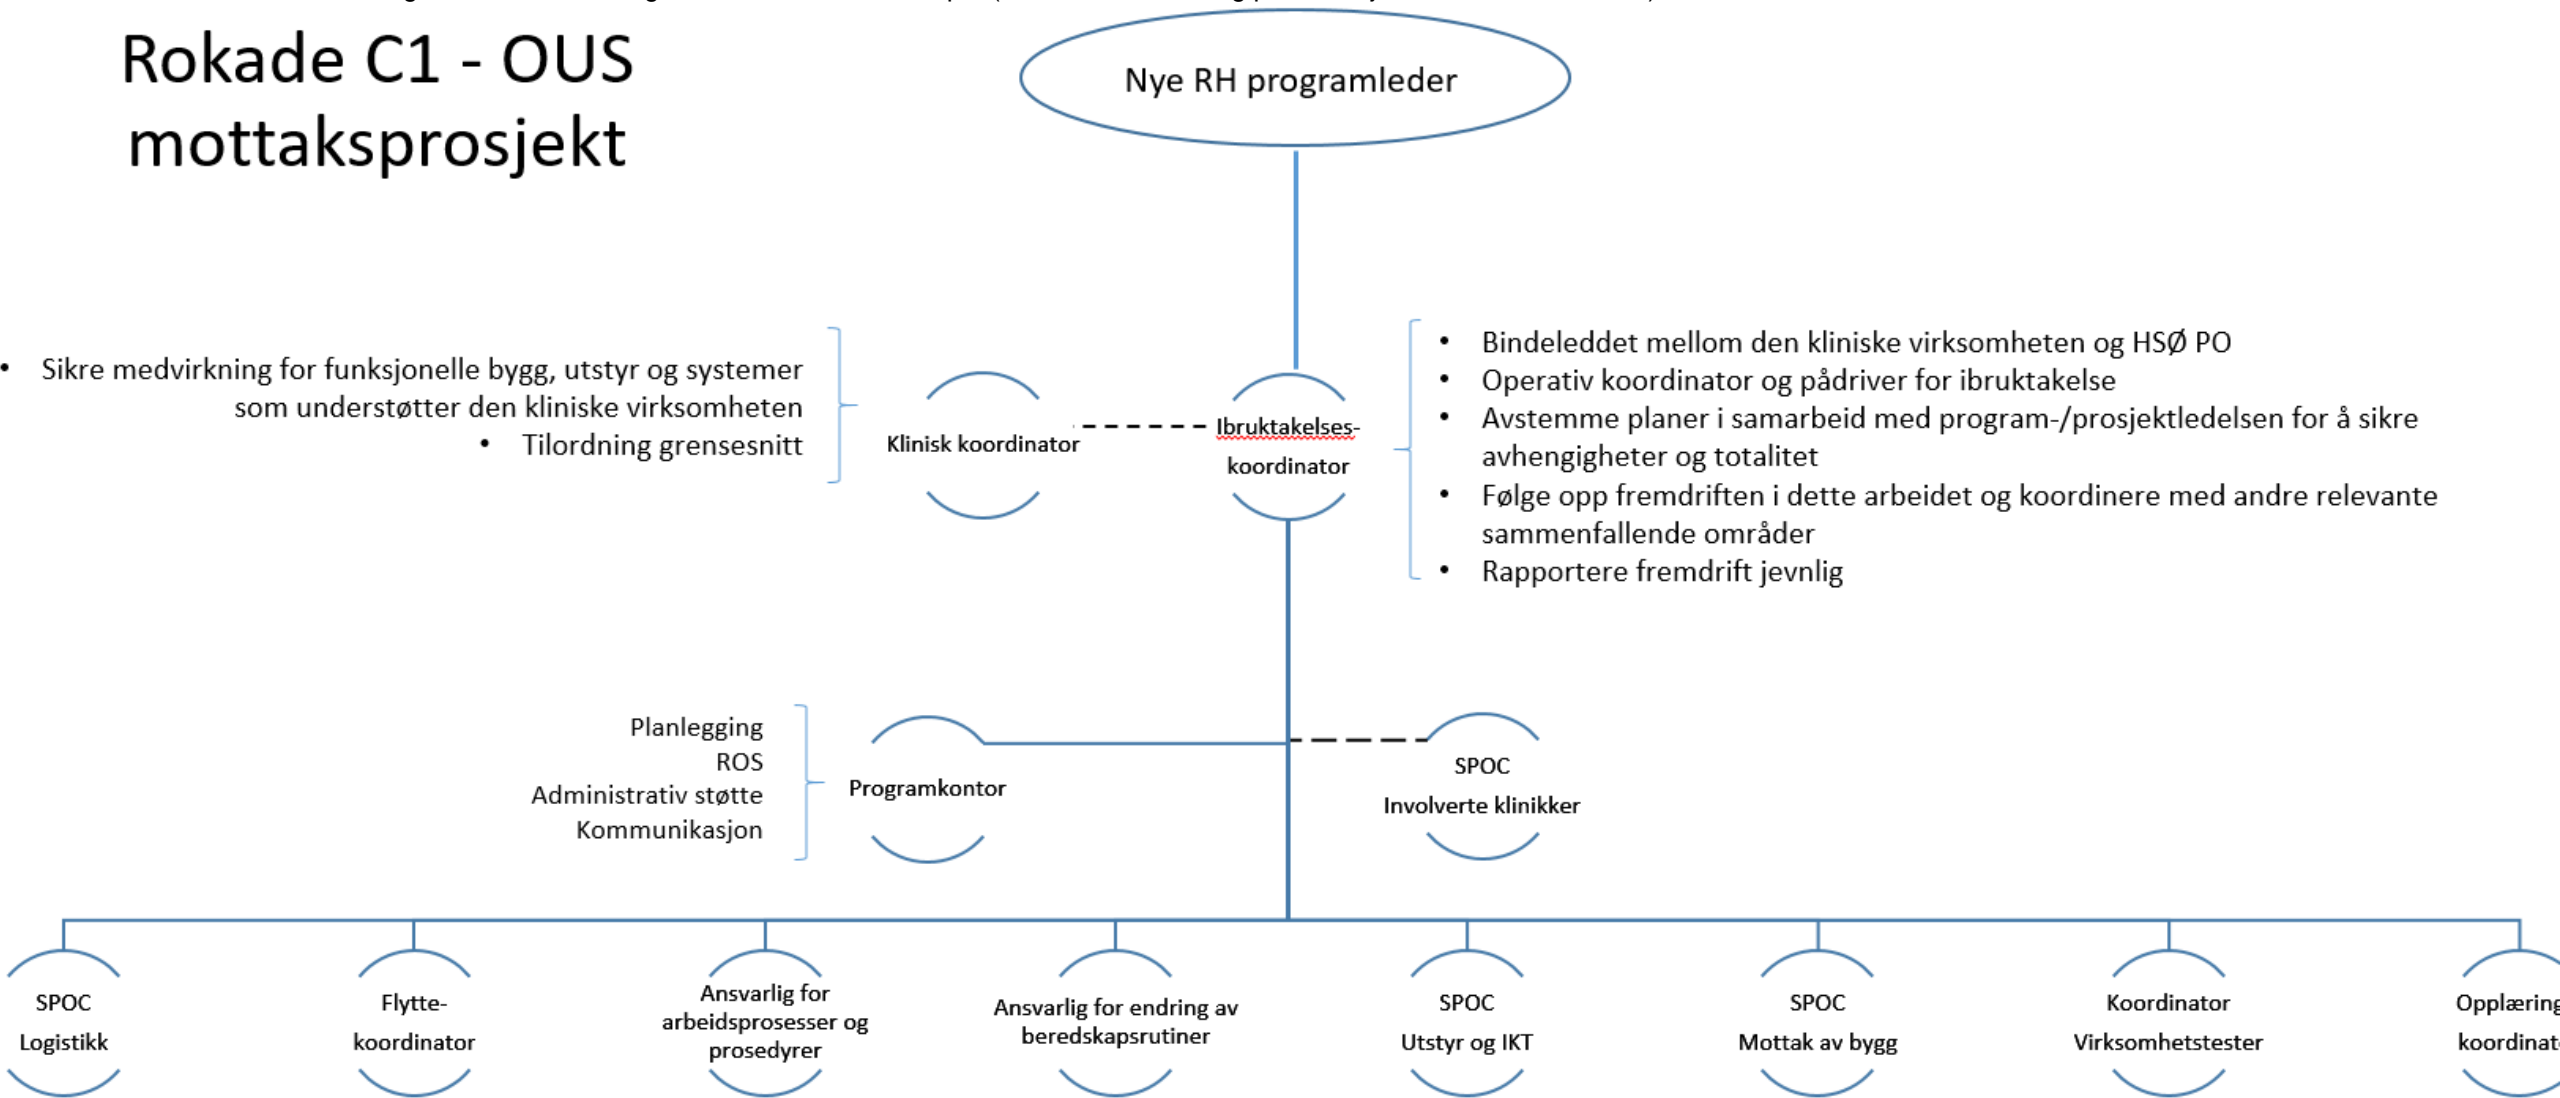 Rokade C1 - OUS
mottaksprosjekt
Nye RH programleder
• Sikre medvirkning for funksjonelle bygg, utstyr og systemer
som understøtter den kliniske virksomheten
• Tilordning grensesnitt
Klinisk koordinator
Ibruktakelses-
koordinator
• Bindeleddet mellom den kliniske virksomheten og HSØ PO
• Operativ koordinator og pådriver for ibruktakelse
• Avstemme planer i samarbeid med program-/prosjektledelsen for å sikre
avhengigheter og totalitet
• Følge opp fremdriften i dette arbeidet og koordinere med andre relevante
sammenfallende områder
• Rapportere fremdrift jevnlig
Planlegging
ROS
Administrativ støtte
Kommunikasjon
Programkontor
SPOC
Involverte klinikker
SPOC
Logistikk
Flytte-
koordinator
Ansvarlig for
arbeidsprosesser og
prosedyrer
Ansvarlig for endring av
beredskapsrutiner
SPOC
Utstyr og IKT
SPOC
Mottak av bygg
Koordinator
Virksomhetstester
Opplæring
koordinat